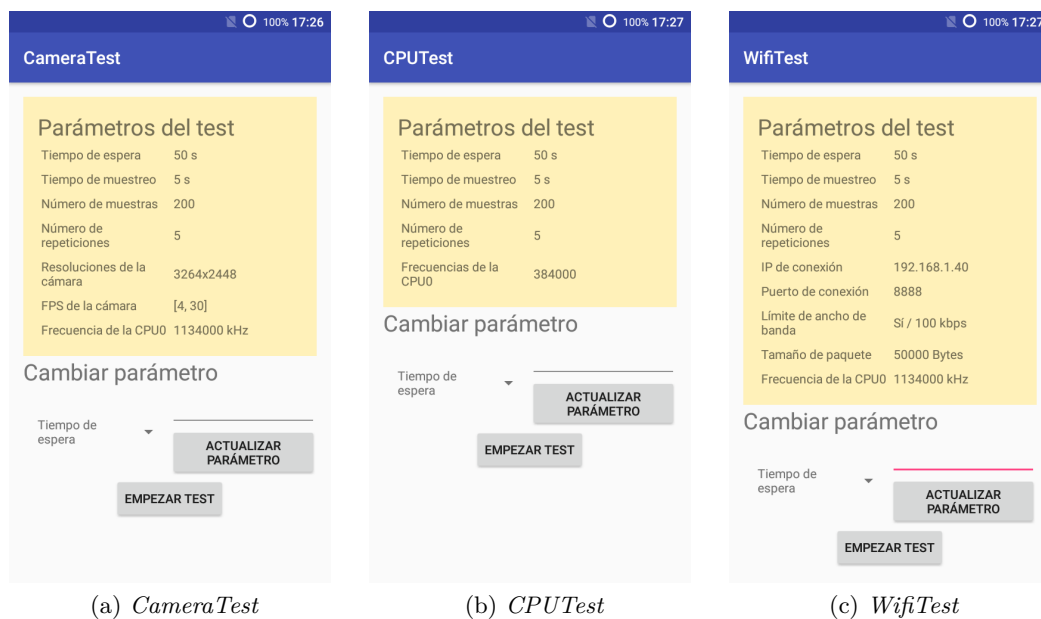 100% 17:26
CameraTest
Parámetros del test
Tiempo de espera 50 s
Tiempo de muestreo 5 s
Número de muestras 200
Número de
repeticiones 5
Resoluciones de la
cámara 3264x2448
FPS de la cámara [4, 30]
Frecuencia de la CPU0 1134000 kHz
Cambiar parámetro
Tiempo de
espera
ACTUALIZAR
PARÁMETRO
EMPEZAR TEST
(a) CameraTest
100% 17:27
CPUTest
Parámetros del test
Tiempo de espera 50 s
Tiempo de muestreo 5 s
Número de muestras 200
Número de
repeticiones 5
Frecuencias de la
CPU0 384000
Cambiar parámetro
Tiempo de
espera
ACTUALIZAR
PARÁMETRO
EMPEZAR TEST
(b) CPUTest
100% 17:27
WifiTest
Parámetros del test
Tiempo de espera 50 s
Tiempo de muestreo 5 s
Número de muestras 200
Número de
repeticiones 5
IP de conexión 192.168.1.40
Puerto de conexión 8888
Límite de ancho de
banda Sí / 100 kbps
Tamaño de paquete 50000 Bytes
Frecuencia de la CPU0 1134000 kHz
Cambiar parámetro
Tiempo de
espera
ACTUALIZAR
PARÁMETRO
EMPEZAR TEST
(c) WifiTest